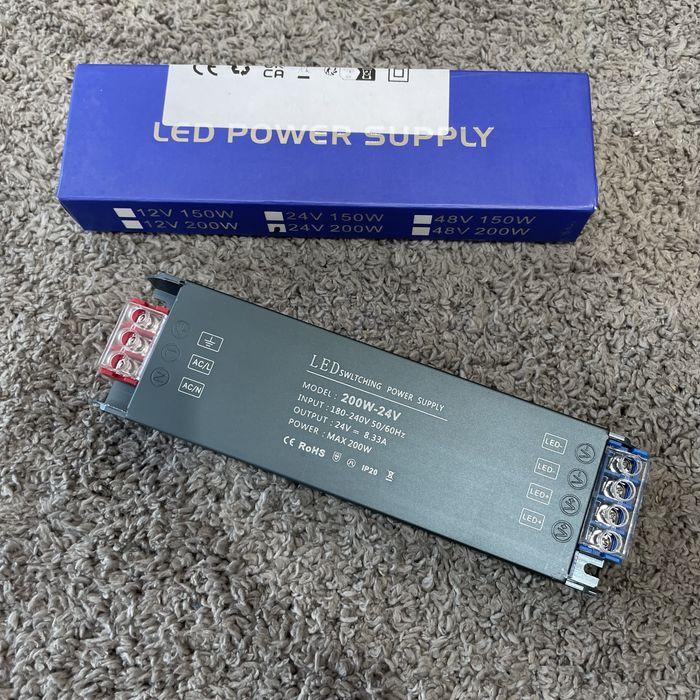 CE UK CA
LED POWER SUPPLY
12V 150W 24V 150W 48V 150W
12V 200W 24V 200W 48V 200W
LED SWLTCHING POWER SUPPLY
MODEL : 200W-24V
INPUT : 180-240V 50/60Hz
OUTPUT : 24V = 8.33A
POWER : MAX 200W
CE RoHS IP20
AC/L
AC/N
L
N
LED-
LED-
LED+
LED+
V-
V-
V+
V+